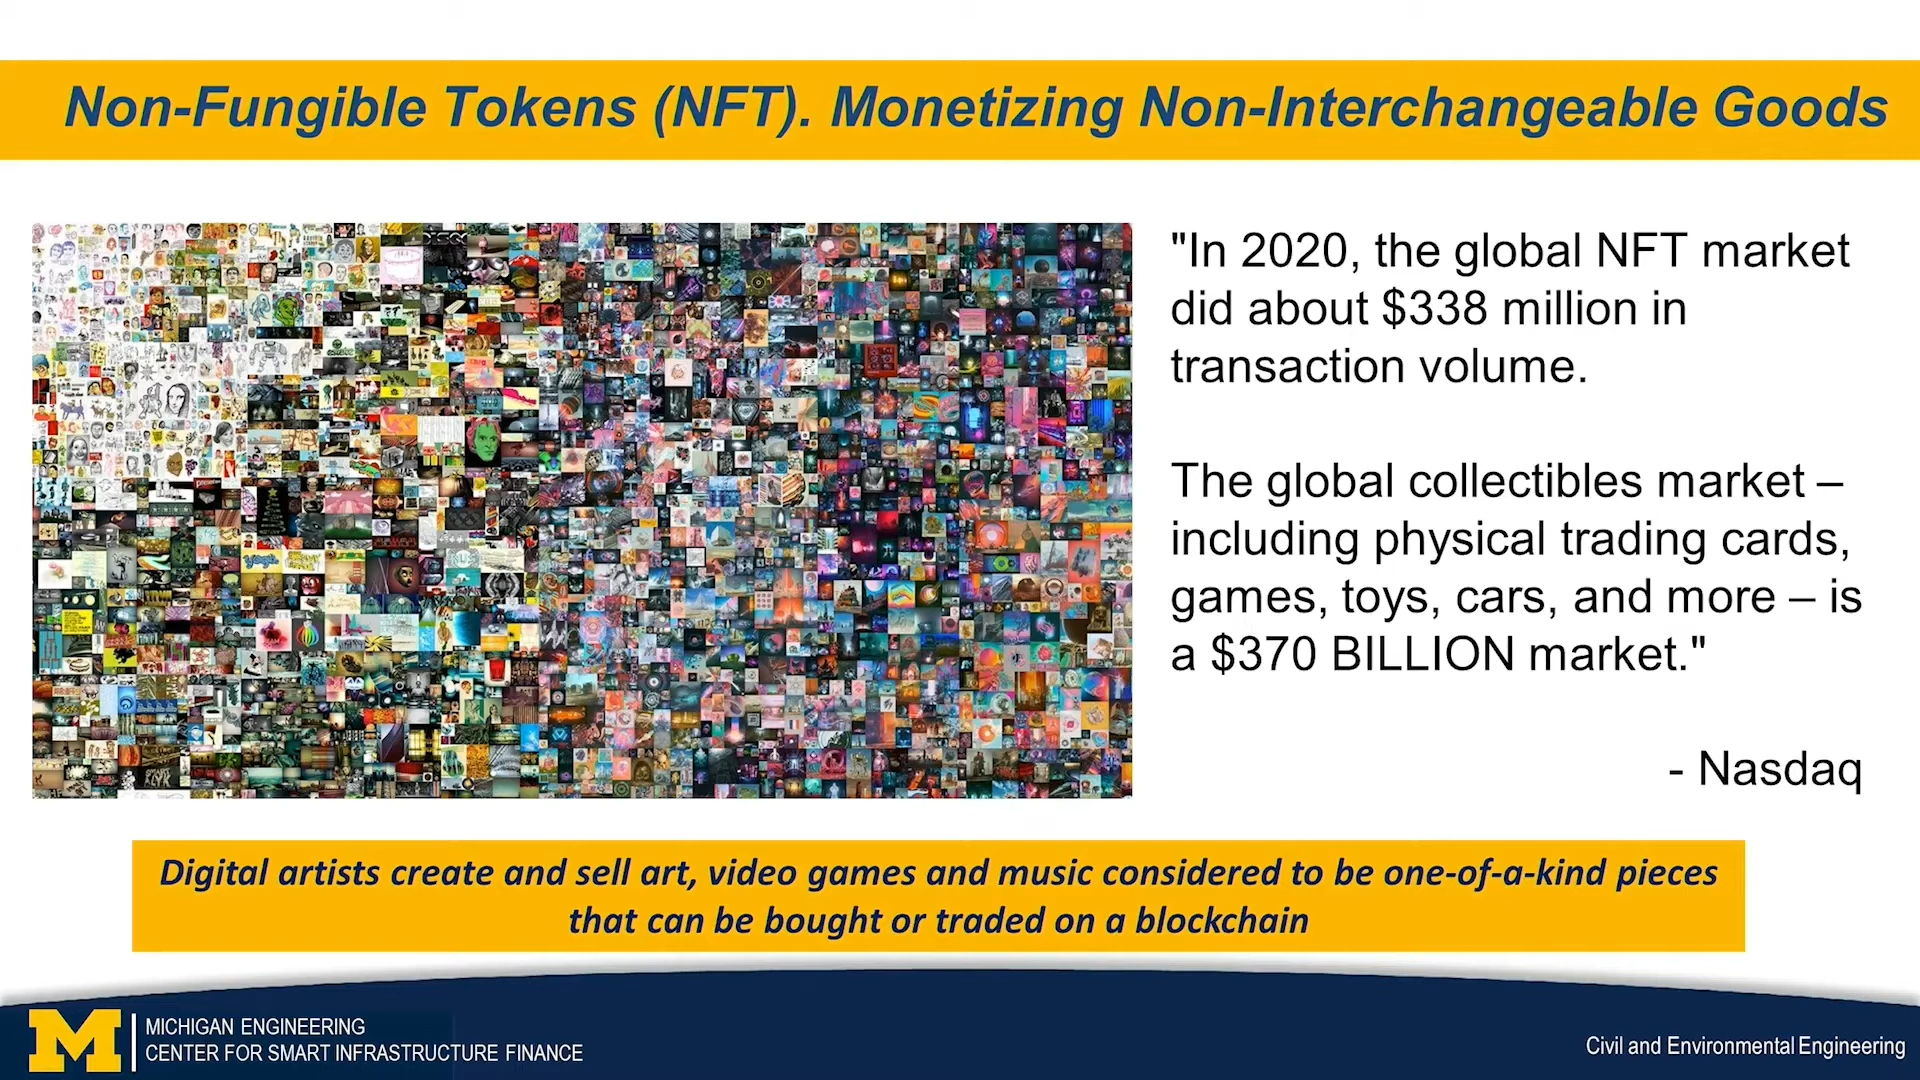 Non-Fungible Tokens (NFT). Monetizing Non-Interchangeable Goods
"In 2020, the global NFT market
did about $338 million in
transaction volume.
The global collectibles market –
including physical trading cards,
games, toys, cars, and more – is
a $370 BILLION market."
- Nasdaq
Digital artists create and sell art, video games and music considered to be one-of-a-kind pieces
that can be bought or traded on a blockchain
M
MICHIGAN ENGINEERING
CENTER FOR SMART INFRASTRUCTURE FINANCE
Civil and Environmental Engineering